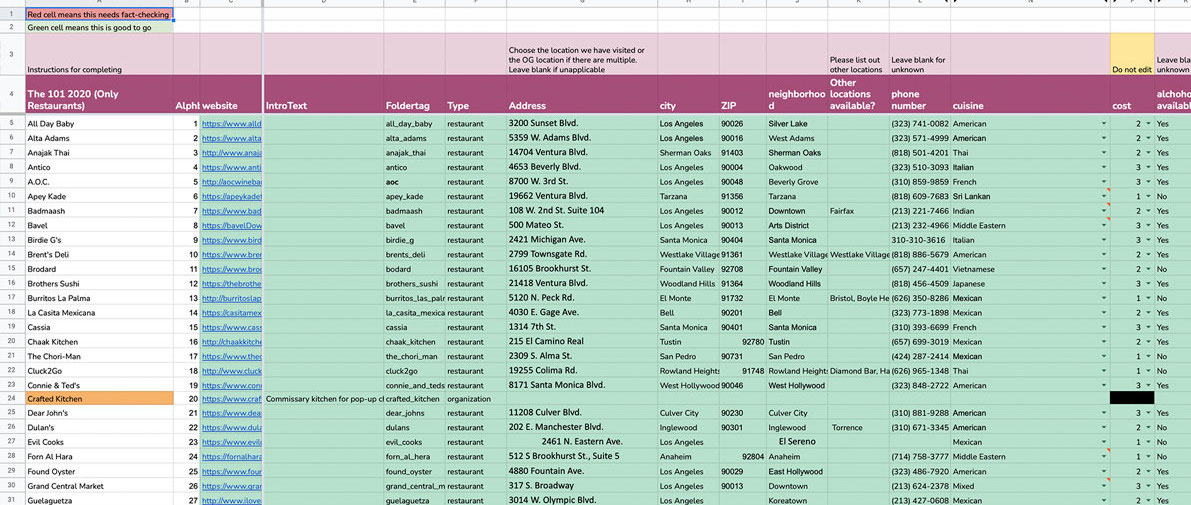 1 Red cell means this needs fact-checking
2 Green cell means this is good to go
Choose the location we have visited or
the OG location if there are multiple. Please list out Leave blank for Leave bla
3 Instructions for completing Leave blank if unapplicable other locations unknown Do not edit unknown
Other
The 101 2020 (Only neighborhoo locations phone alchoho
4 Restaurants) Alph website IntroText Foldertag Type Address city ZIP d available? number cuisine cost availab
5 All Day Baby 1 https://www.alld all_day_baby restaurant 3200 Sunset Blvd. Los Angeles 90026 Silver Lake (323) 741-0082 American 2 Yes
6 Alta Adams 2 https://www.alta alta_adams restaurant 5359 W. Adams Blvd. Los Angeles 90016 West Adams (323) 571-4999 American 2 Yes
7 Anajak Thai 3 http://www.anaja anajak_thai restaurant 14704 Ventura Blvd. Sherman Oaks 91403 Sherman Oaks (818) 501-4201 Thai 2 Yes
8 Antico 4 http://www.anti antico restaurant 4653 Beverly Blvd. Los Angeles 90004 Oakwood (323) 510-3093 Italian 3 Yes
9 A.O.C. 5 http://aocwineba aoc restaurant 8700 W. 3rd St. Los Angeles 90048 Beverly Grove (310) 859-9859 French 3 Yes
10 Apey Kade 6 https://apeykade apey_kade restaurant 19662 Ventura Blvd. Tarzana 91356 Tarzana (818) 609-7683 Sri Lankan 1 No
11 Badmaash 7 http://www.bad badmaash restaurant 108 W. 2nd St. Suite 104 Los Angeles 90012 Downtown Fairfax (213) 221-7466 Indian 2 Yes
12 Bavel 8 https://bavelDow bavel restaurant 500 Mateo St. Los Angeles 90013 Arts District (213) 232-4966 Middle Eastern 3 Yes
13 Birdie G's 9 http://www.bird birdie_g restaurant 2421 Michigan Ave. Santa Monica 90404 Santa Monica 310-310-3616 Italian 3 Yes
14 Brent's Deli 10 http://www.bren brents_deli restaurant 2799 Townsgate Rd. Westlake Village 91361 Westlake Village Westlake Village (818) 886-5679 American 2 Yes
15 Brodard 11 http://www.bro bodard restaurant 16105 Brookhurst St. Fountain Valley 92708 Fountain Valley (657) 247-4401 Vietnamese 2 No
16 Brothers Sushi 12 https://thebrothe brothers_sushi restaurant 21418 Ventura Blvd. Woodland Hills 91364 Woodland Hills (818) 456-4509 Japanese 3 Yes
17 Burritos La Palma 13 http://burritoslap burritos_las_palr restaurant 5120 N. Peck Rd. El Monte 91732 El Monte Bristol, Boyle He (626) 350-8286 Mexican 1 No
18 La Casita Mexicana 14 https://casitamex la_casita_mexica restaurant 4030 E. Gage Ave. Bell 90201 Bell (323) 773-1898 Mexican 2 Yes
19 Cassia 15 http://www.cass cassia restaurant 1314 7th St. Santa Monica 90401 Santa Monica (310) 393-6699 French 3 Yes
20 Chaak Kitchen 16 http://chaakkitche chaak_kitchen restaurant 215 El Camino Real Tustin 92780 Tustin (657) 699-3019 Mexican 2 Yes
21 The Chori-Man 17 http://www.thec the_chori_man restaurant 2309 S. Alma St. San Pedro 90731 San Pedro (424) 287-2414 Mexican 1 No
22 Cluck2Go 18 http://www.cluck cluck2go restaurant 19255 Colima Rd. Rowland Height 91748 Rowland Heights Diamond Bar, Ha (626) 965-1348 Thai 1 No
23 Connie & Ted's 19 http://www.conn connie_and_teds restaurant 8171 Santa Monica Blvd. West Hollywood 90046 West Hollywood (323) 848-2722 American 3 Yes
24 Crafted Kitchen 20 https://www.craf Commissary kitchen for pop-up cl crafted_kitchen organization
25 Dear John's 21 http://www.dear dear_johns restaurant 11208 Culver Blvd. Culver City 90230 Culver City (310) 881-9288 American 3 Yes
26 Dulan's 22 http://www.dula dulans restaurant 202 E. Manchester Blvd. Inglewood 90301 Inglewood Torrence (310) 671-3345 American 2 No
27 Evil Cooks 23 https://www.evil evil_cooks restaurant 2461 N. Eastern Ave. Los Angeles El Sereno Mexican 1 No
28 Forn Al Hara 24 https://fornalhara forn_al_hera restaurant 512 S Brookhurst St., Suite 5 Anaheim 92804 Anaheim (714) 758-3777 Middle Eastern 1 No
29 Found Oyster 25 https://www.four found_oyster restaurant 4880 Fountain Ave. Los Angeles 90029 East Hollywood (323) 486-7920 American 2 Yes
30 Grand Central Market 26 http://www.gran grand_central_m restaurant 317 S. Broadway Los Angeles 90013 Downtown (213) 624-2378 Mixed 3 Yes
31 Guelaguetza 27 http://www.ilove guelaguetza restaurant 3014 W. Olympic Blvd. Los Angeles Koreatown (213) 427-0608 Mexican 2 Yes